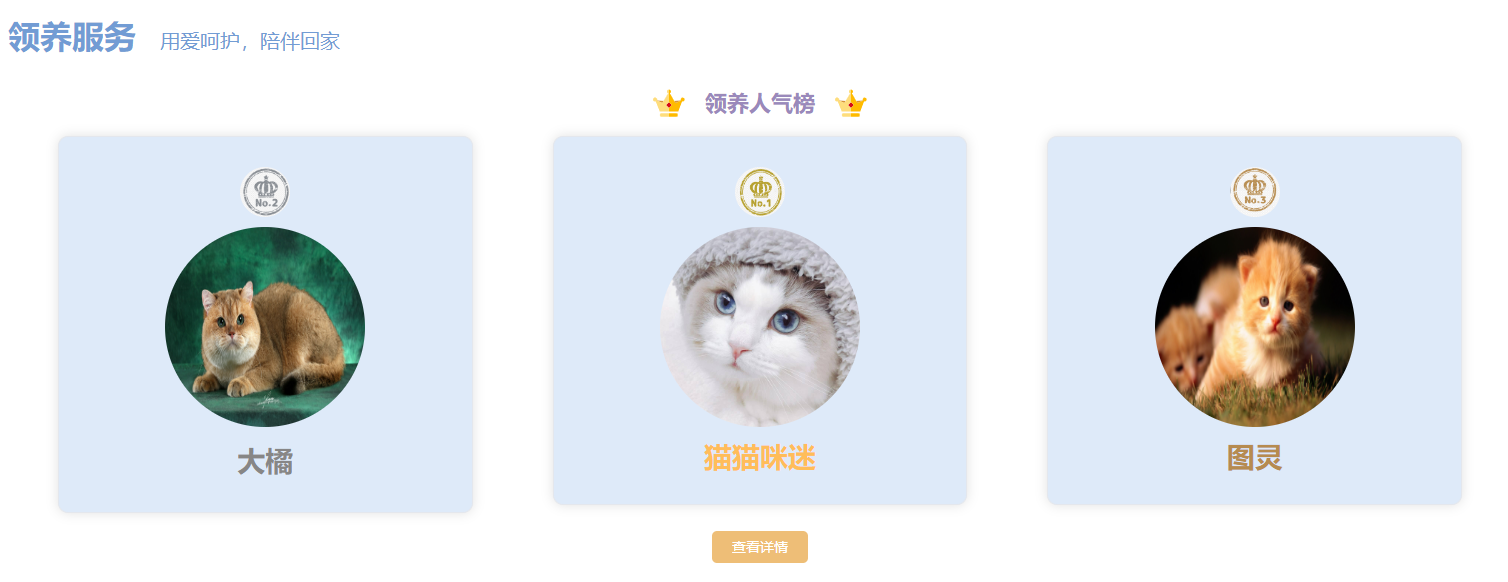 领养服务 用爱呵护，陪伴回家
领养人气榜
No.2
No.1
No.3
大橘
猫猫咪迷
图灵
查看详情